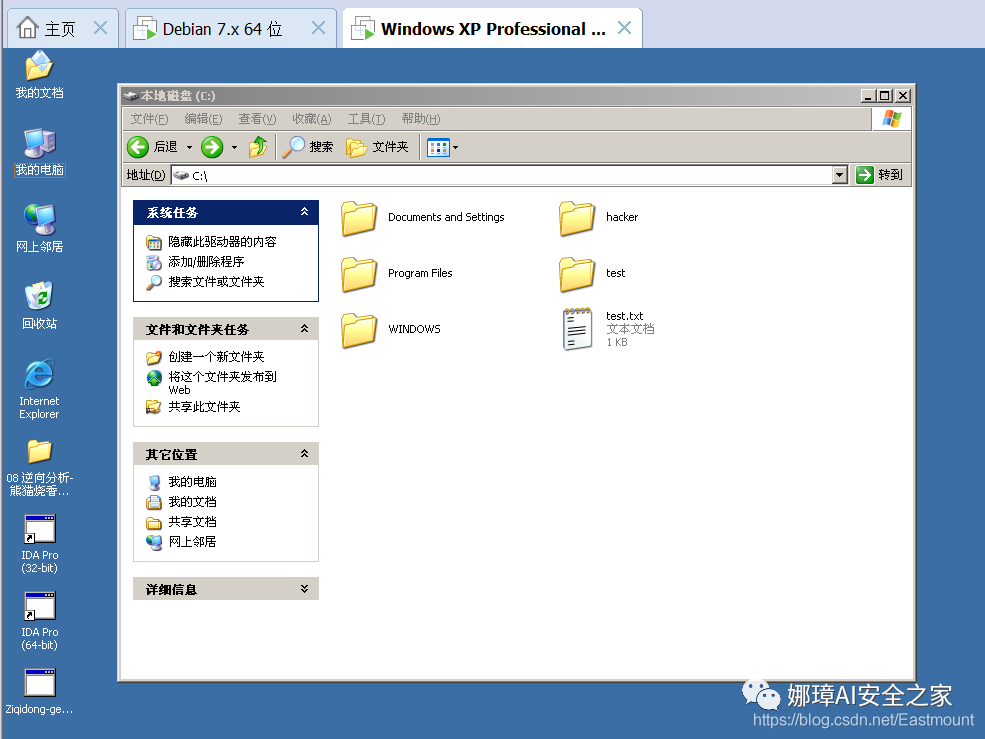 主页
Debian 7.x 64 位
Windows XP Professional ...
我的文档
我的电脑
网上邻居
回收站
Internet
Explorer
08 逆向分析-
熊猫烧香...
IDA Pro
(32-bit)
IDA Pro
(64-bit)
Ziqidong-ge...
本地磁盘 (C:)
文件(F) 编辑(E) 查看(V) 收藏(A) 工具(T) 帮助(H)
后退 搜索 文件夹
地址(D) C:\ 转到
系统任务
隐藏此驱动器的内容
添加/删除程序
搜索文件或文件夹
文件和文件夹任务
创建一个新文件夹
将这个文件夹发布到
Web
共享此文件夹
其它位置
我的电脑
我的文档
共享文档
网上邻居
详细信息
Documents and Settings
hacker
Program Files
test
WINDOWS
test.txt
文本文档
1 KB
娜璋AI安全之家
https://blog.csdn.net/Eastmount